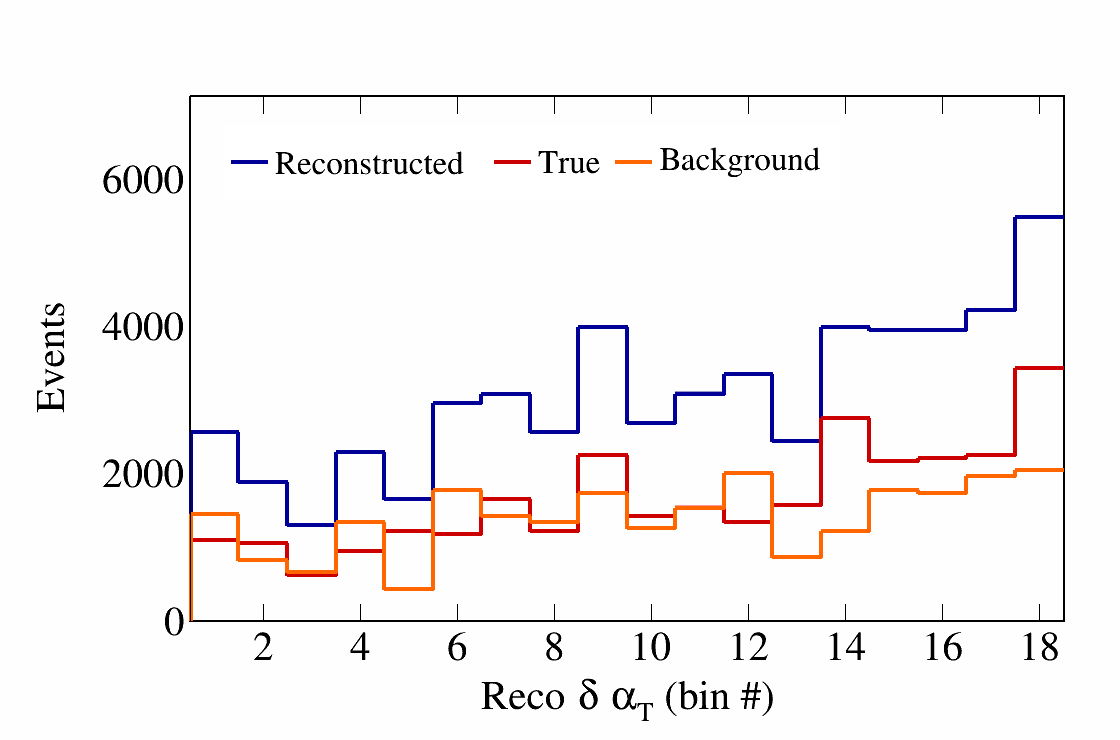 Reconstructed True Background
6000
4000
2000
0
Events
2 4 6 8 10 12 14 16 18
Reco δ αT (bin #)